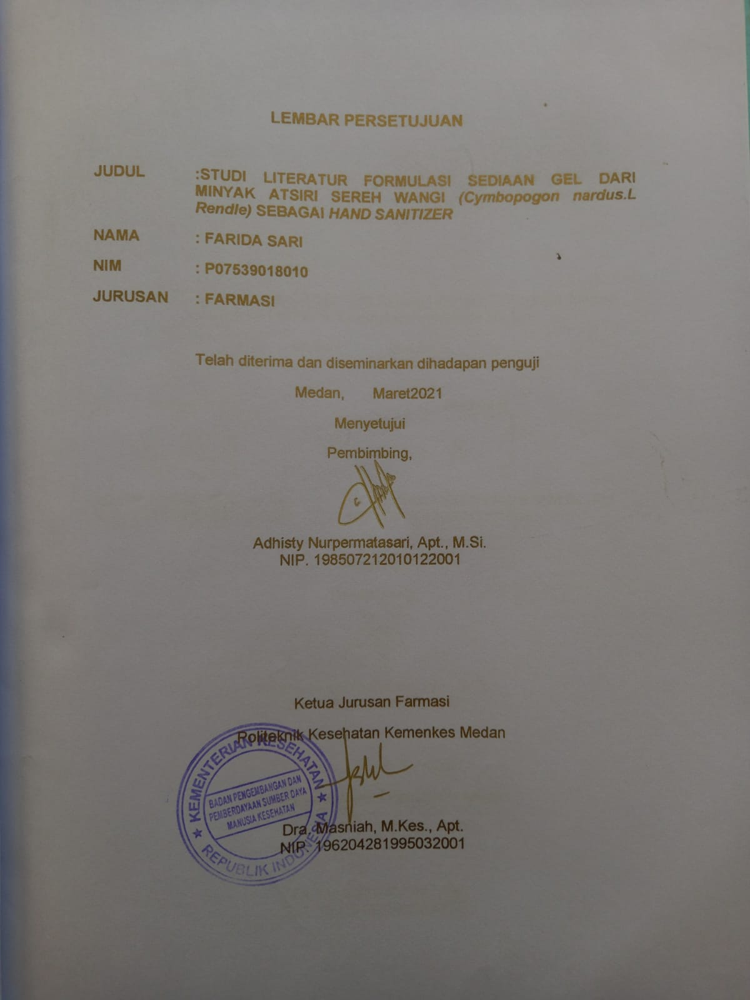 LEMBAR PERSETUJUAN
JUDUL :STUDI LITERATUR FORMULASI SEDIAAN GEL DARI
MINYAK ATSIRI SEREH WANGI (Cymbopogon nardus.L
Rendle) SEBAGAI HAND SANITIZER
NAMA : FARIDA SARI
NIM : P07539018010
JURUSAN : FARMASI
Telah diterima dan diseminarkan dihadapan penguji
Medan, Maret2021
Menyetujui
Pembimbing,
Adhisty Nurpermatasari, Apt., M.Si.
NIP. 198507212010122001
Ketua Jurusan Farmasi
Politeknik Kesehatan Kemenkes Medan
KEMENTERIAN KESEHATAN
BADAN PENGEMBANGAN DAN
PEMBERDAYAAN SUMBER DAYA
MANUSIA KESEHATAN
REPUBLIK INDONESIA
Dra. Masniah, M.Kes., Apt.
NIP. 196204281995032001